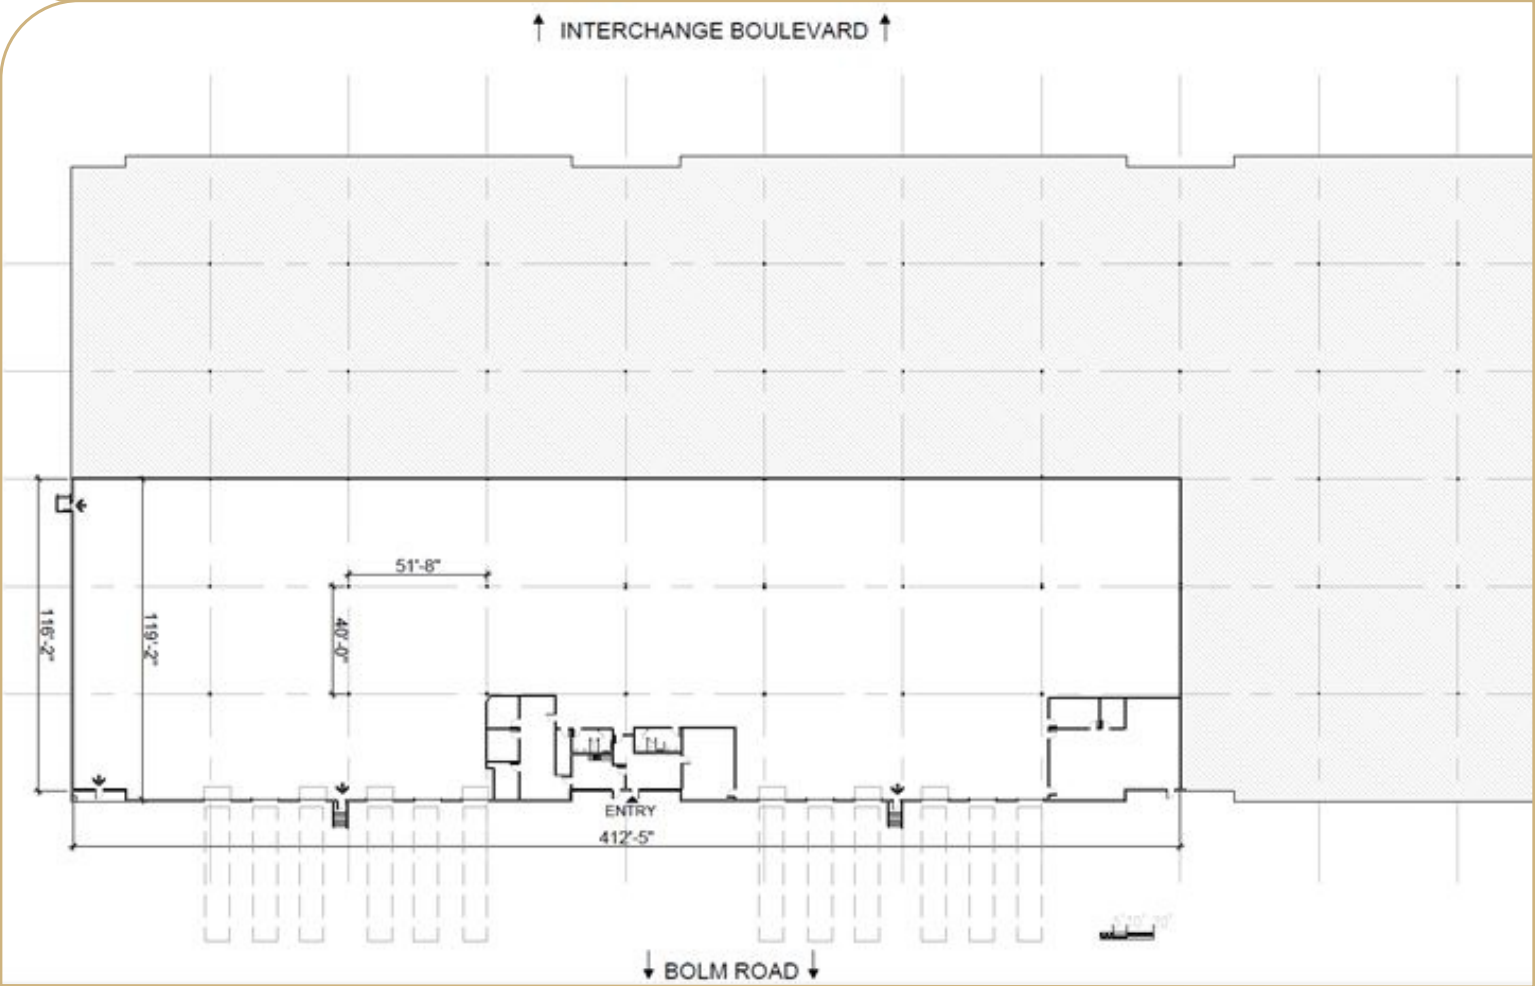 INTERCHANGE BOULEVARD
51'-8"
116'-2"
119'-2"
40'-0"
ENTRY
412'-5"
BOLM ROAD